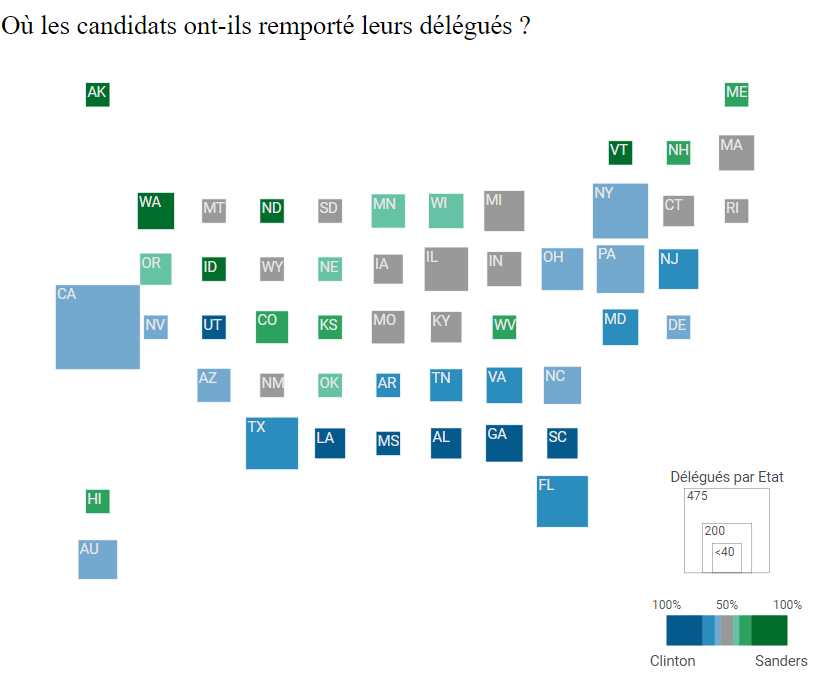 Où les candidats ont-ils remporté leurs délégués ?
AK ME
VT NH MA
WA MT ND SD MN WI MI NY CT RI
OR ID WY NE IA IL IN OH PA NJ
CA NV UT CO KS MO KY WV MD DE
AZ NM OK AR TN VA NC
TX LA MS AL GA SC
FL
HI
AU
Délégués par Etat
475
200
<40
100% 50% 100%
Clinton Sanders